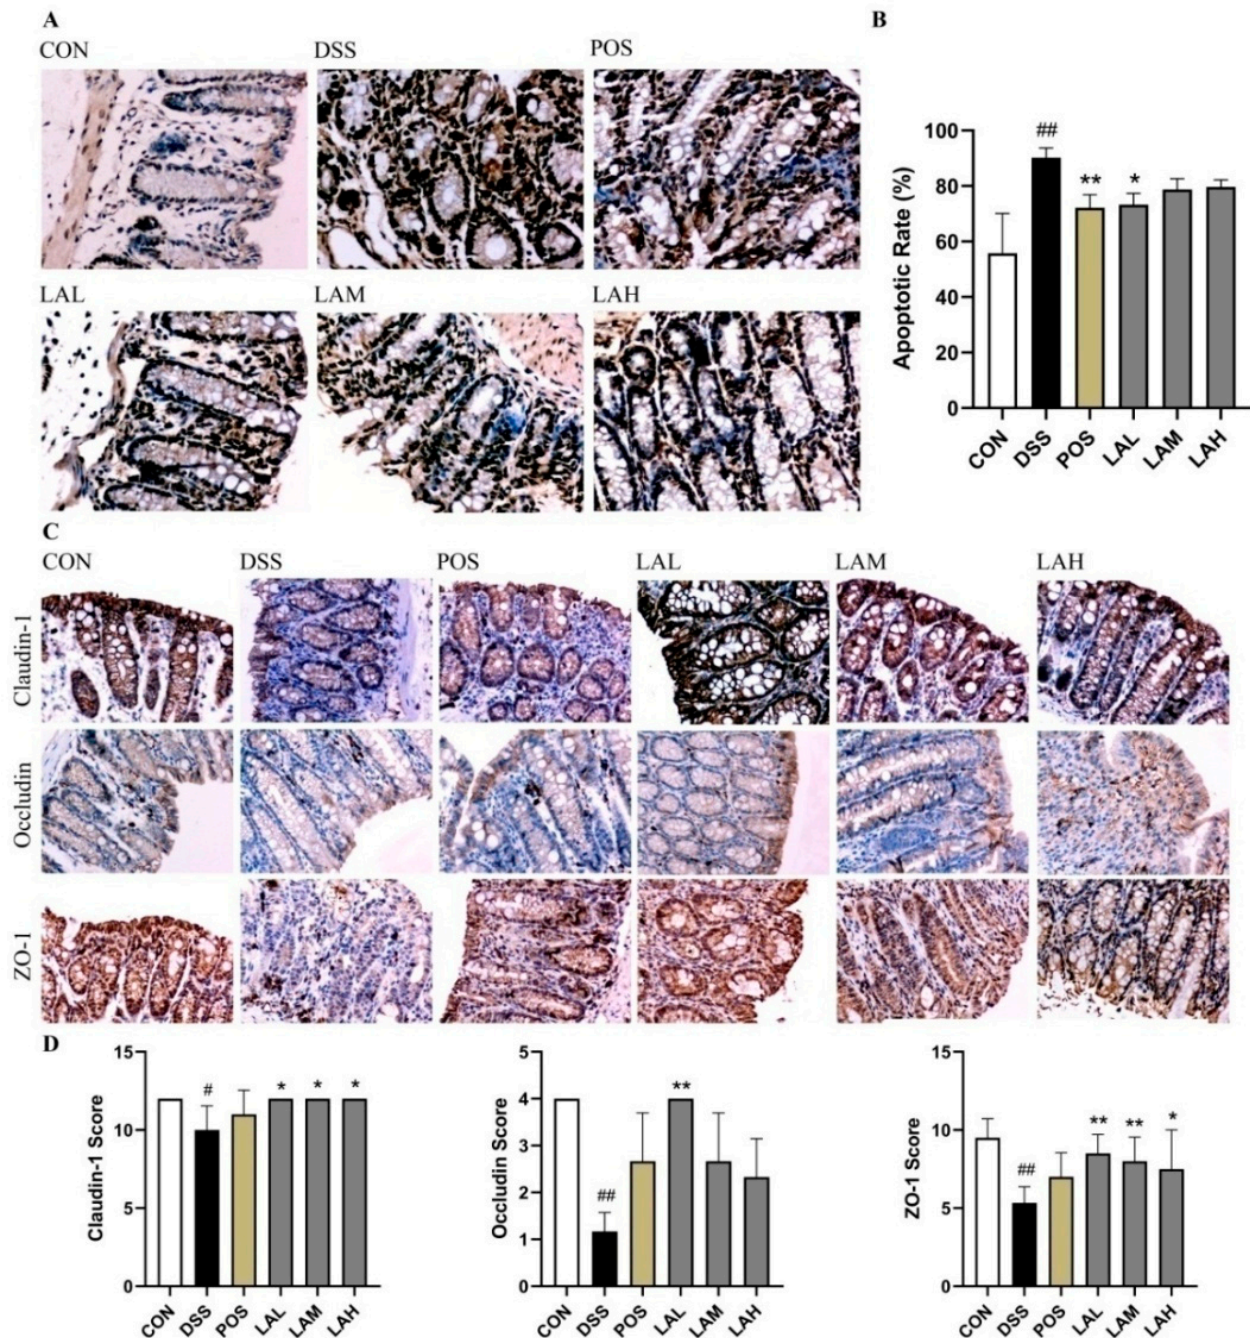 A
CON DSS POS
LAL LAM LAH
B
Apoptotic Rate (%)
100
80
60
40
20
0
##
**
*
CON DSS POS LAL LAM LAH
C
CON DSS POS LAL LAM LAH
Claudin-1
Occludin
ZO-1
D
Claudin-1 Score
15
10
5
0
# * * *
CON DSS POS LAL LAM LAH
Occludin Score
5
4
3
2
1
0
## **
CON DSS POS LAL LAM LAH
ZO-1 Score
15
10
5
0
## ** ** *
CON DSS POS LAL LAM LAH